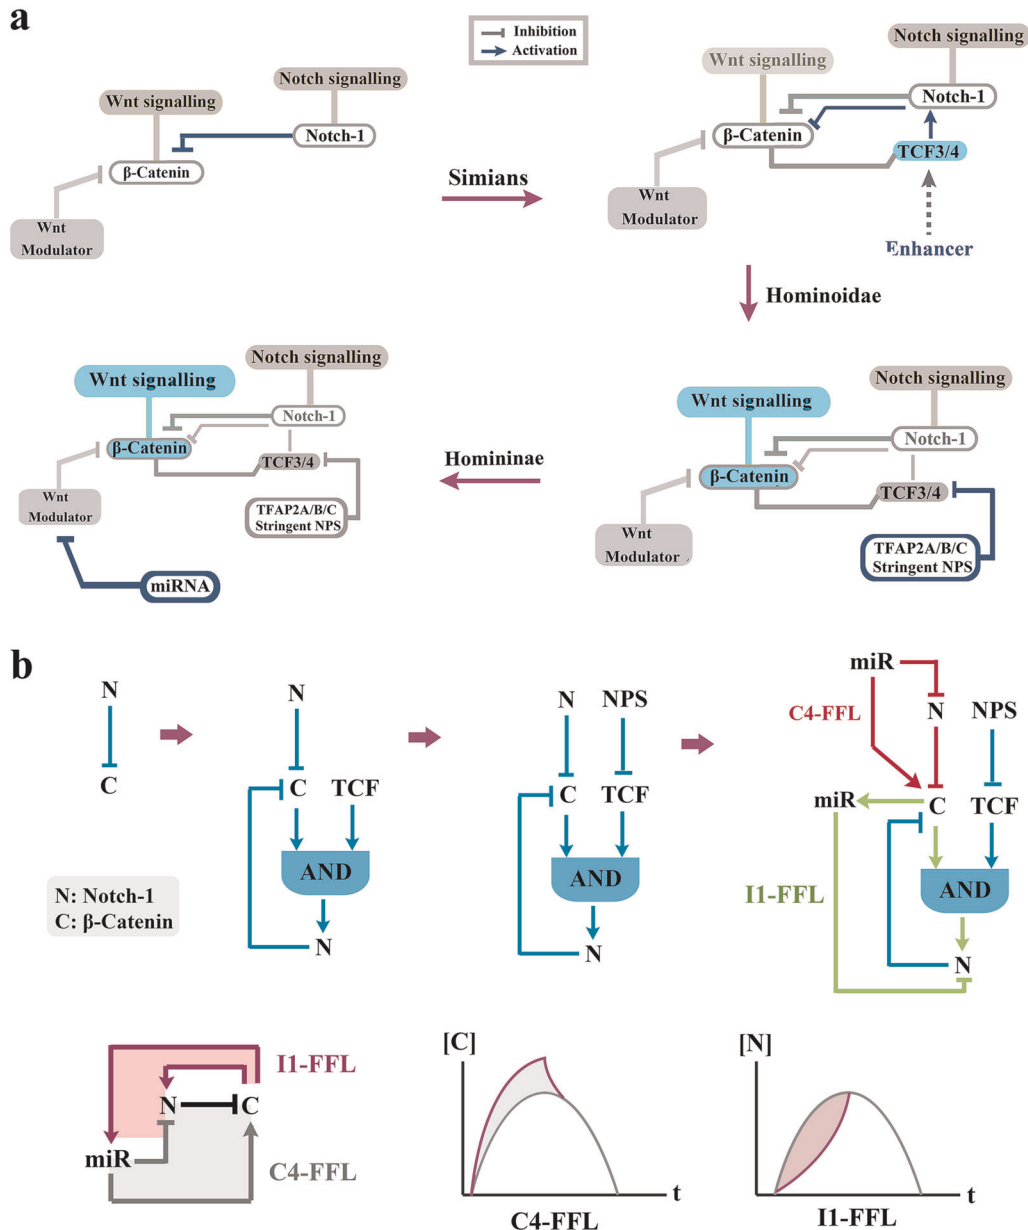 a
Inhibition
Activation
Wnt signalling
Notch signalling
Notch-1
β-Catenin
Wnt
Modulator
Simians
Notch signalling
Wnt signalling
Notch-1
β-Catenin
TCF3/4
Wnt
Modulator
Enhancer
Hominoidae
Notch signalling
Wnt signalling
Notch-1
β-Catenin
TCF3/4
Wnt
Modulator
TFAP2A/B/C
Stringent NPS
Homininae
Notch signalling
Wnt signalling
Notch-1
β-Catenin
TCF3/4
Wnt
Modulator
TFAP2A/B/C
Stringent NPS
miRNA
b
N
C
N: Notch-1
C: β-Catenin
N
C TCF
AND
N
N NPS
C TCF
AND
N
miR
C4-FFL
N NPS
miR C TCF
I1-FFL
AND
N
I1-FFL
N C
miR
C4-FFL
[C]
t
C4-FFL
[N]
t
I1-FFL